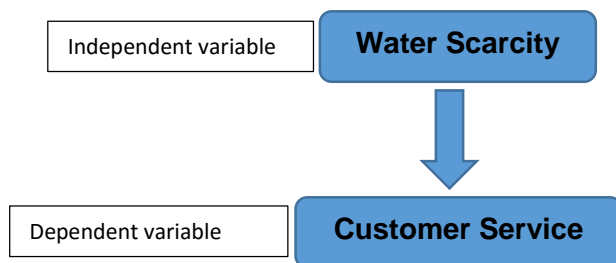 Independent variable
Water Scarcity
Dependent variable
Customer Service